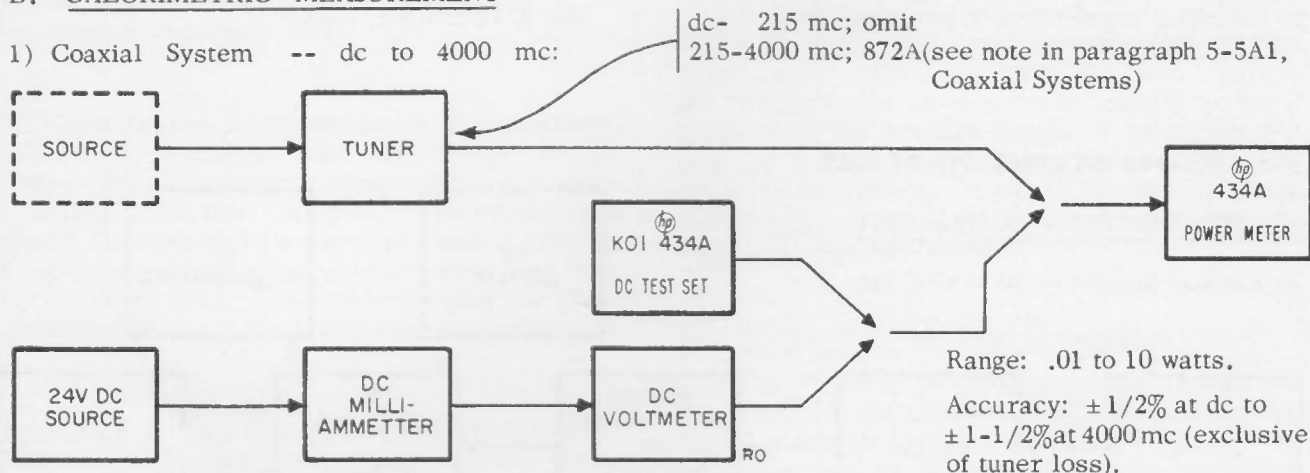 B. CALORIMETRIC MEASUREMENT
1) Coaxial System -- dc to 4000 mc:
dc- 215 mc; omit
215-4000 mc; 872A(see note in paragraph 5-5A1,
Coaxial Systems)
SOURCE
TUNER
hp
434A
POWER METER
hp
KO1 434A
DC TEST SET
24V DC
SOURCE
DC
MILLI-
AMMETTER
DC
VOLTMETER
RO
Range: .01 to 10 watts.
Accuracy: ± 1/2% at dc to
± 1-1/2% at 4000 mc (exclusive
of tuner loss).